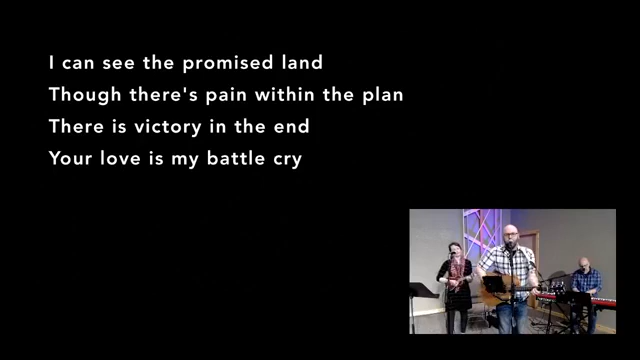 I can see the promised land
Though there's pain within the plan
There is victory in the end
Your love is my battle cry